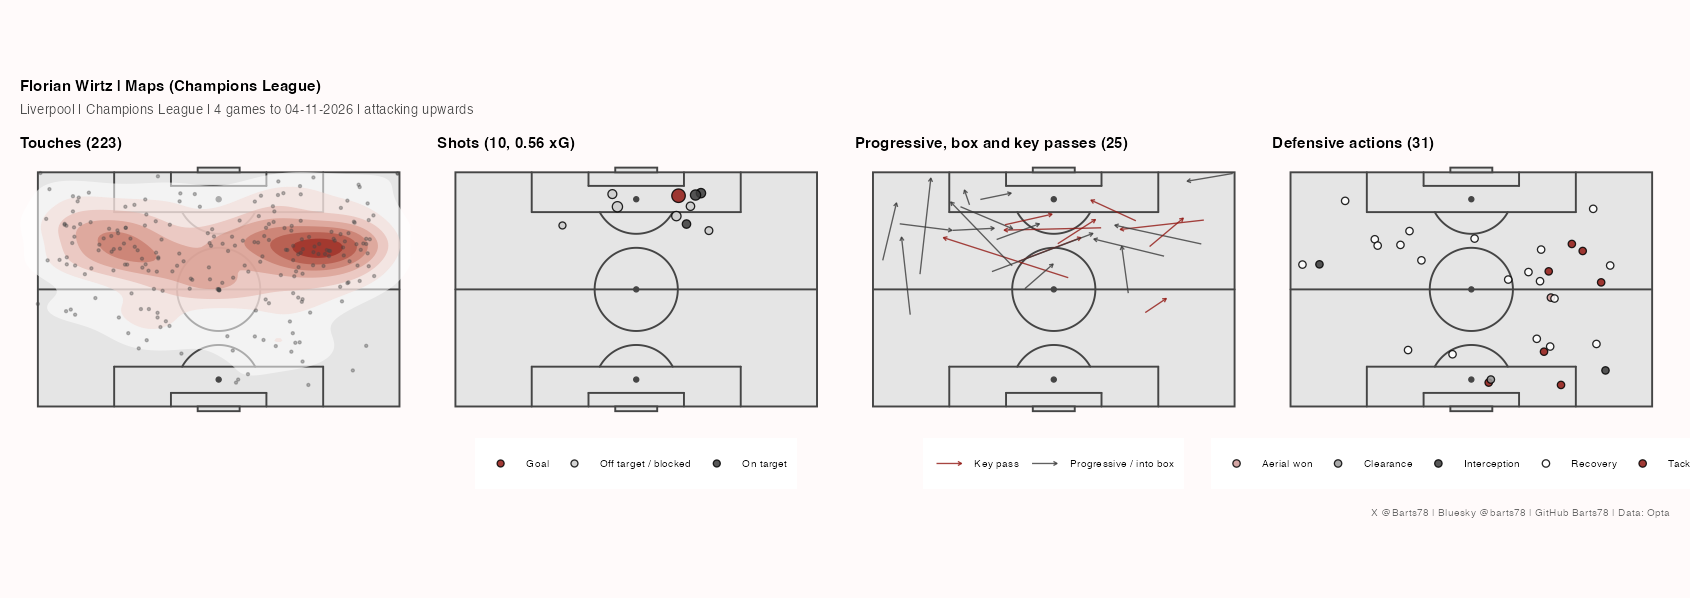 Florian Wirtz | Maps (Champions League)
Liverpool | Champions League | 4 games to 04-11-2026 | attacking upwards
Touches (223)
Shots (10, 0.56 xG)
Progressive, box and key passes (25)
Defensive actions (31)
Goal
Off target / blocked
On target
Key pass
Progressive / into box
Aerial won
Clearance
Interception
Recovery
Tack
X @Barts78 | Bluesky @barts78 | GitHub Barts78 | Data: Opta